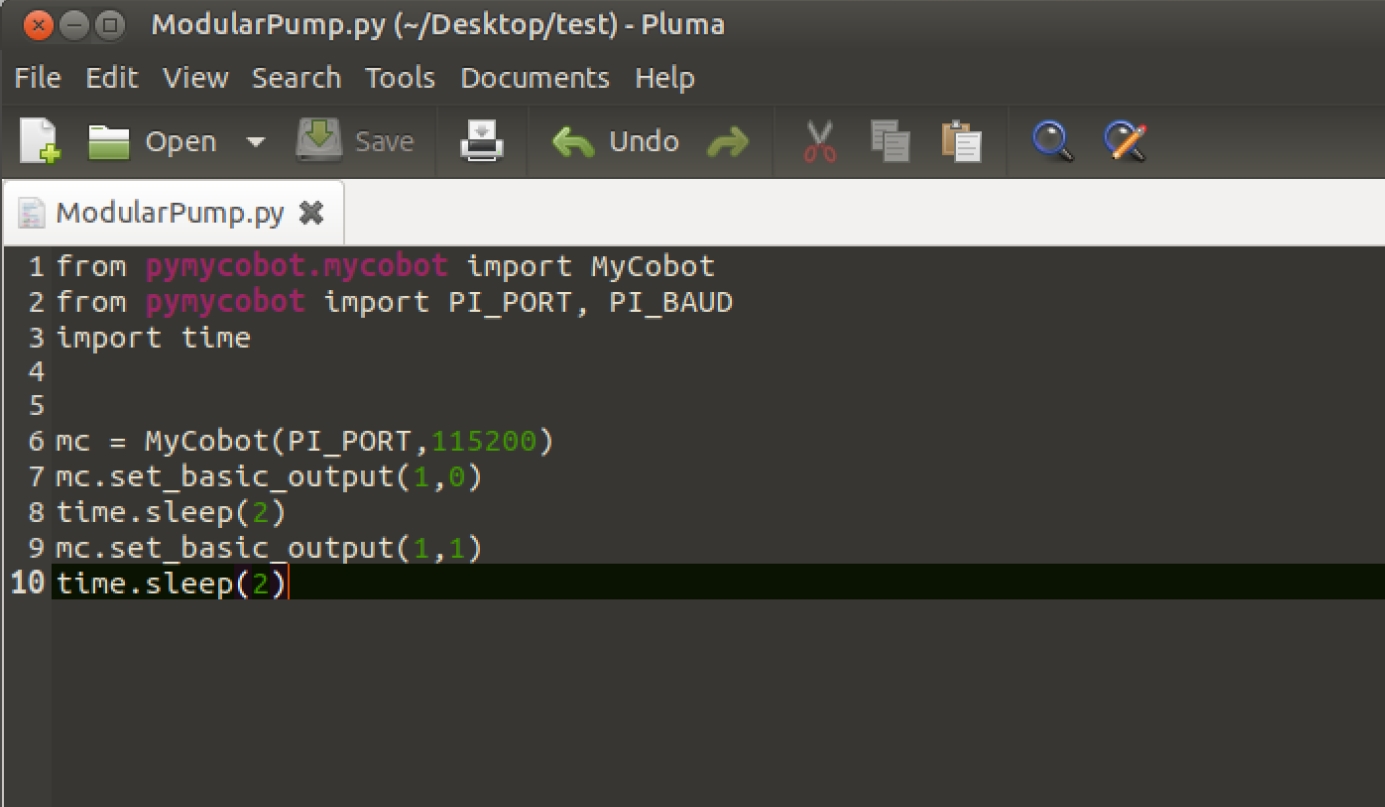 ModularPump.py (~/Desktop/test) - Pluma
File Edit View Search Tools Documents Help
Open Save Undo
ModularPump.py
1 from pymycobot.mycobot import MyCobot
2 from pymycobot import PI_PORT, PI_BAUD
3 import time
4
5
6 mc = MyCobot(PI_PORT,115200)
7 mc.set_basic_output(1,0)
8 time.sleep(2)
9 mc.set_basic_output(1,1)
10 time.sleep(2)